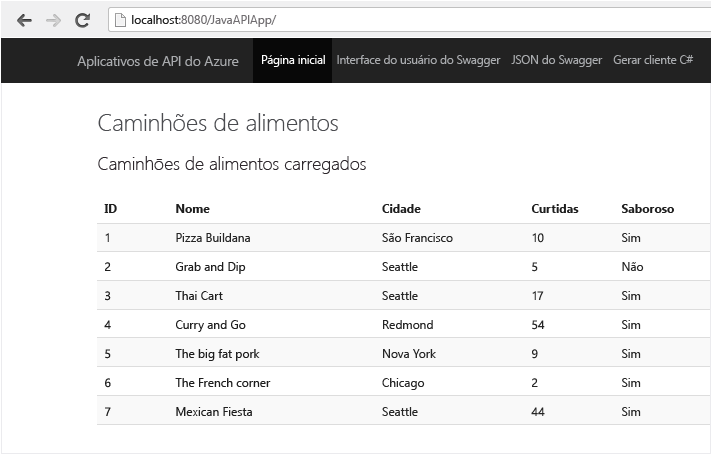 localhost:8080/JavaAPIApp/
Aplicativos de API do Azure Página inicial Interface do usuário do Swagger JSON do Swagger Gerar cliente C#
Caminhões de alimentos
Caminhões de alimentos carregados
ID Nome Cidade Curtidas Saboroso
1 Pizza Buildana São Francisco 10 Sim
2 Grab and Dip Seattle 5 Não
3 Thai Cart Seattle 17 Sim
4 Curry and Go Redmond 54 Sim
5 The big fat pork Nova York 9 Sim
6 The French corner Chicago 2 Sim
7 Mexican Fiesta Seattle 44 Sim